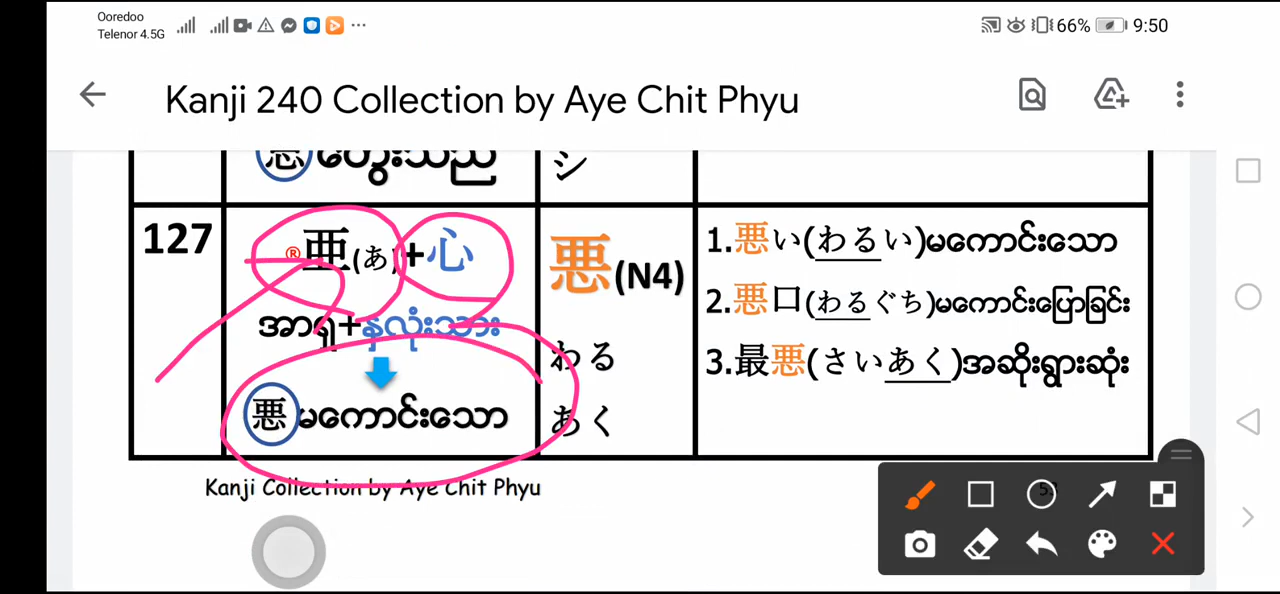 Ooredoo
Telenor 4.5G
66% 9:50
Kanji 240 Collection by Aye Chit Phyu
တွေးသည် シ
127
®亜(あ)+心
အာရှ+နှလုံးသား
悪မကောင်းသော
悪(N4)
わる
あく
1.悪い(わるい)မကောင်းသော
2.悪口(わるぐち)မကောင်းပြောခြင်း
3.最悪(さいあく)အဆိုးရွားဆုံး
Kanji Collection by Aye Chit Phyu